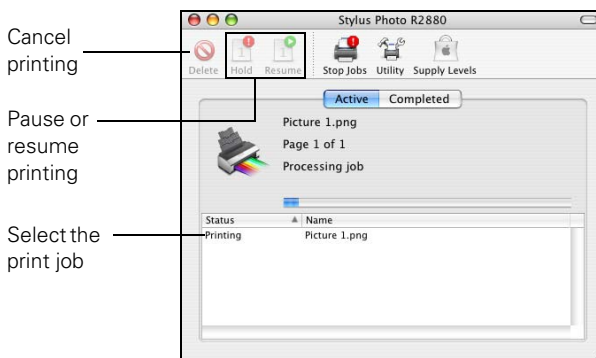 Cancel
printing
Pause or
resume
printing
Select the
print job
Stylus Photo R2880
Delete Hold Resume Stop Jobs Utility Supply Levels
Active Completed
Picture 1.png
Page 1 of 1
Processing job
Status Name
Printing Picture 1.png